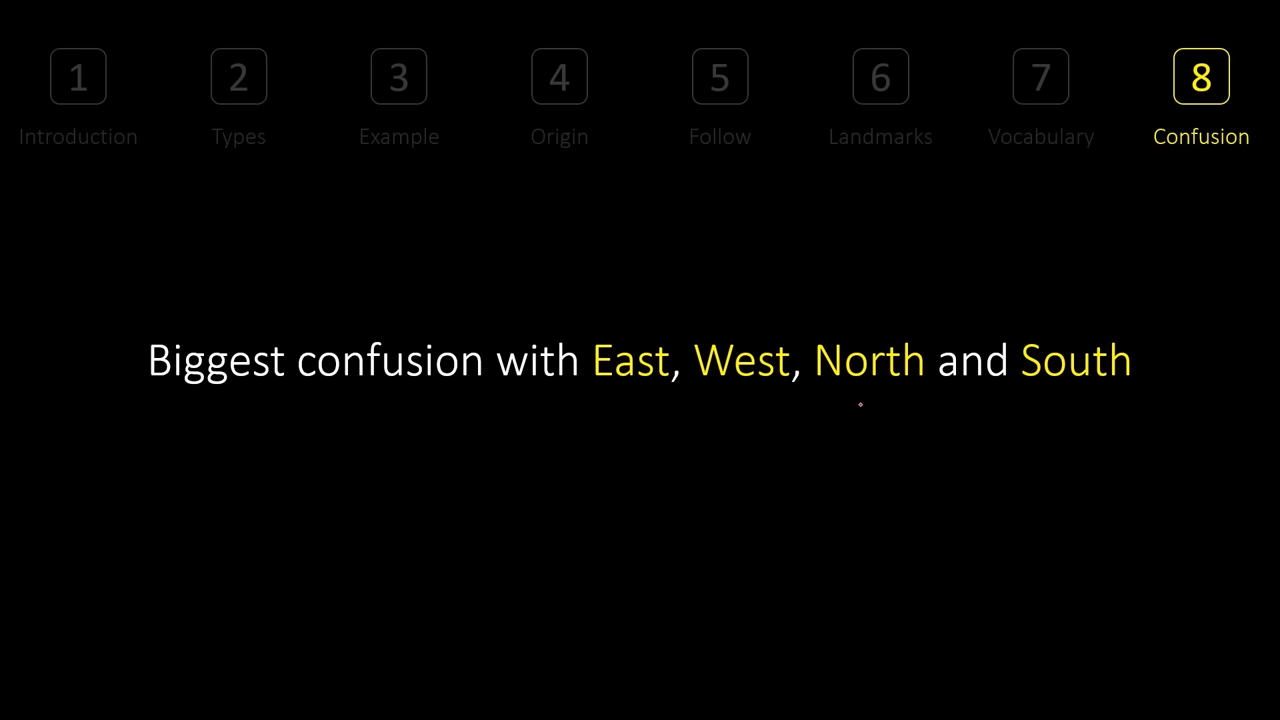 1 2 3 4 5 6 7 8
Introduction Types Example Origin Follow Landmarks Vocabulary Confusion
Biggest confusion with East, West, North and South